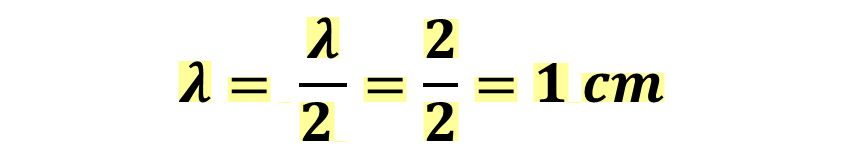 λ = λ/2 = 2/2 = 1 cm